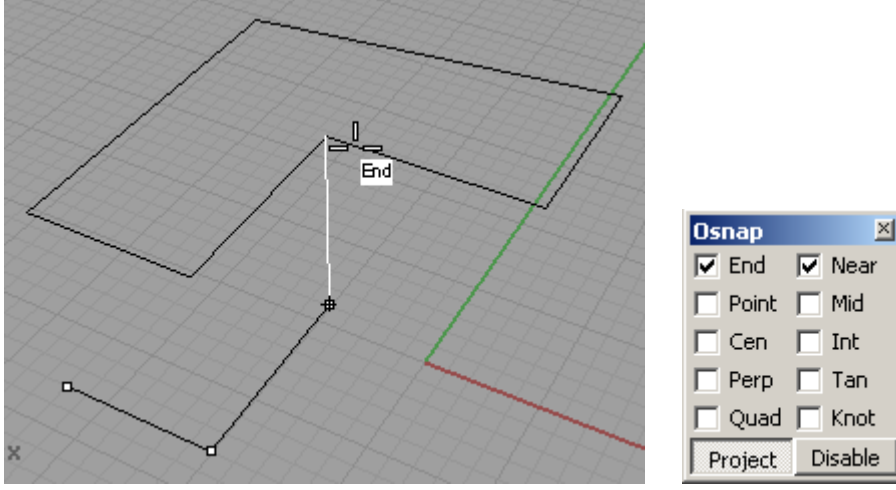 End
x
Osnap
End Near
Point Mid
Cen Int
Perp Tan
Quad Knot
Project Disable